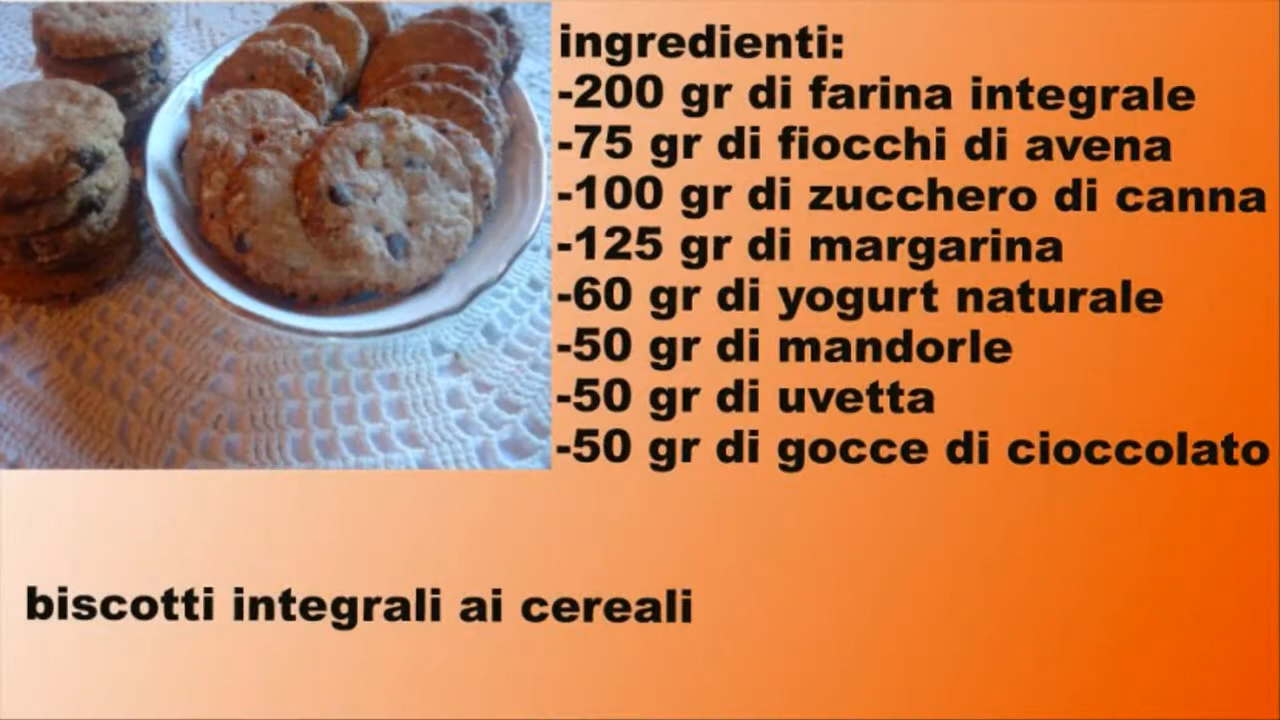 ingredienti:
-200 gr di farina integrale
-75 gr di fiocchi di avena
-100 gr di zucchero di canna
-125 gr di margarina
-60 gr di yogurt naturale
-50 gr di mandorle
-50 gr di uvetta
-50 gr di gocce di cioccolato
biscotti integrali ai cereali